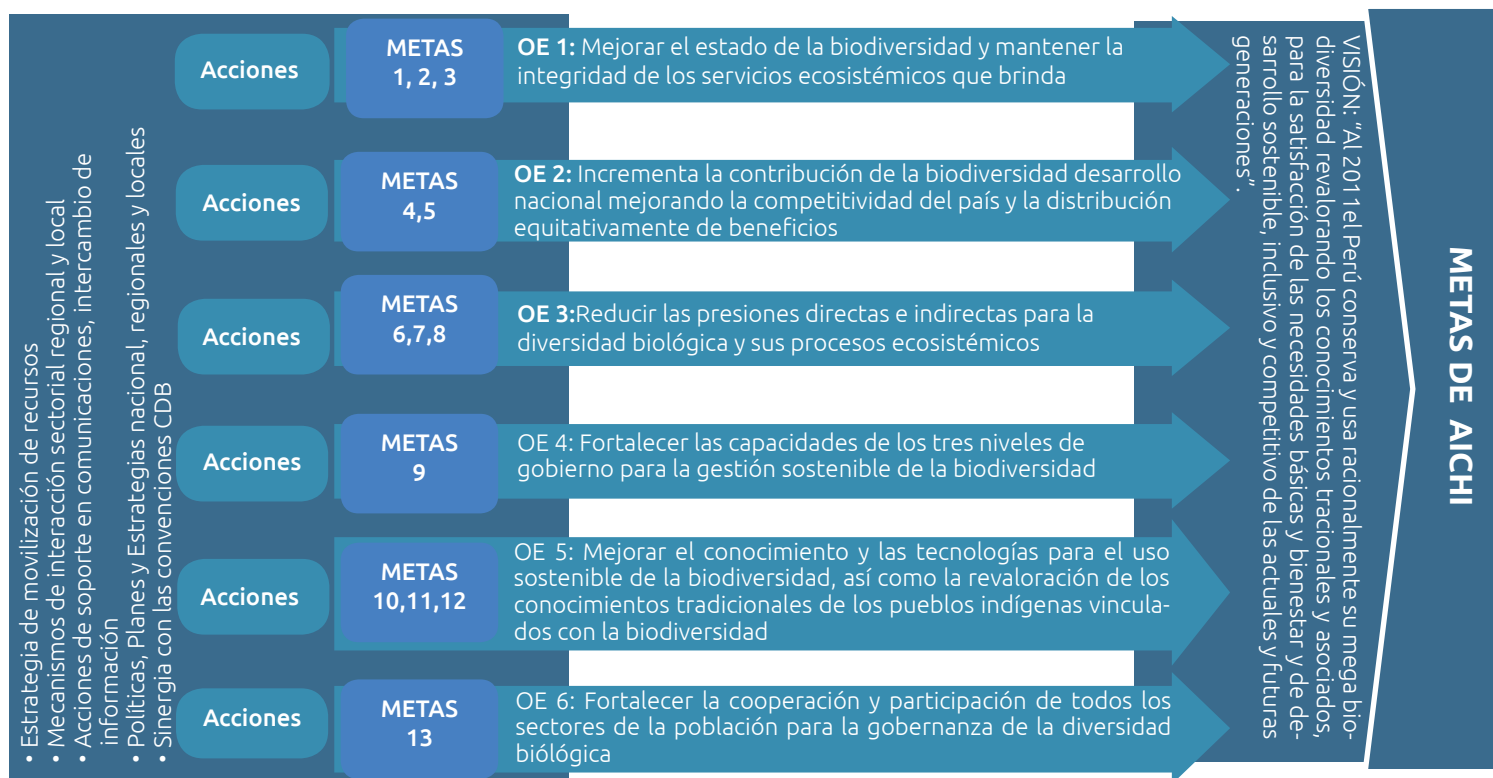 • Estrategia de movilización de recursos
• Mecanismos de interacción sectorial regional y local
• Acciones de soporte en comunicaciones, intercambio de
información
• Políticas, Planes y Estrategias nacional, regionales y locales
• Sinergia con las convenciones CDB
Acciones
METAS
1, 2, 3
OE 1: Mejorar el estado de la biodiversidad y mantener la
integridad de los servicios ecosistémicos que brinda
Acciones
METAS
4,5
OE 2: Incrementa la contribución de la biodiversidad desarrollo
nacional mejorando la competitividad del país y la distribución
equitativamente de beneficios
Acciones
METAS
6,7,8
OE 3:Reducir las presiones directas e indirectas para la
diversidad biológica y sus procesos ecosistémicos
Acciones
METAS
9
OE 4: Fortalecer las capacidades de los tres niveles de
gobierno para la gestión sostenible de la biodiversidad
Acciones
METAS
10,11,12
OE 5: Mejorar el conocimiento y las tecnologías para el uso
sostenible de la biodiversidad, así como la revaloración de los
conocimientos tradicionales de los pueblos indígenas vincula-
dos con la biodiversidad
Acciones
METAS
13
OE 6: Fortalecer la cooperación y participación de todos los
sectores de la población para la gobernanza de la diversidad
biólógica
VISIÓN: “Al 2011el Perú conserva y usa racionalmente su mega bio-
diversidad revalorando los conocimientos tracionales y asociados,
para la satisfacción de las necesidades básicas y bienestar y de de-
sarrollo sostenible, inclusivo y competitivo de las actuales y futuras
generaciones”.
METAS DE AICHI